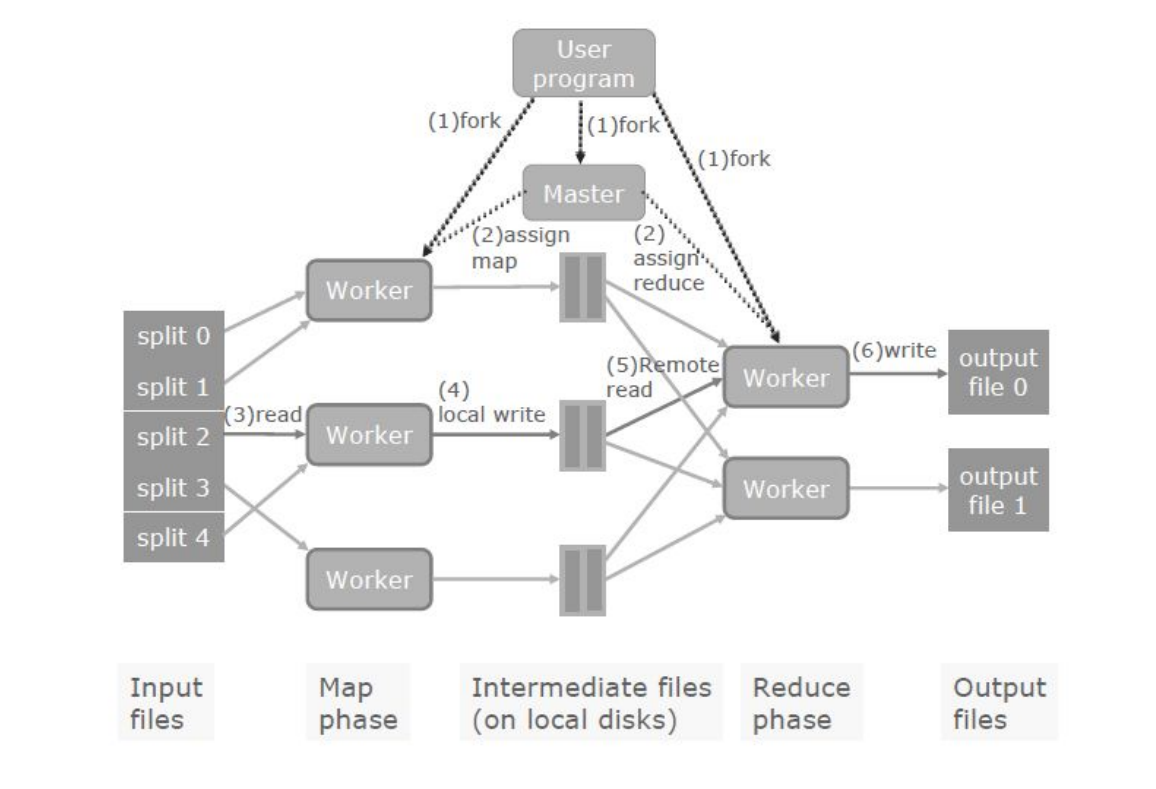 User
program
(1)fork
(1)fork
(1)fork
Master
(2)assign
map
(2)
assign
reduce
Worker
split 0
split 1
(3)read
split 2
split 3
split 4
Worker
(4)
local write
Worker
(5)Remote
read
Worker
(6)write
output
file 0
Worker
output
file 1
Input
files
Map
phase
Intermediate files
(on local disks)
Reduce
phase
Output
files